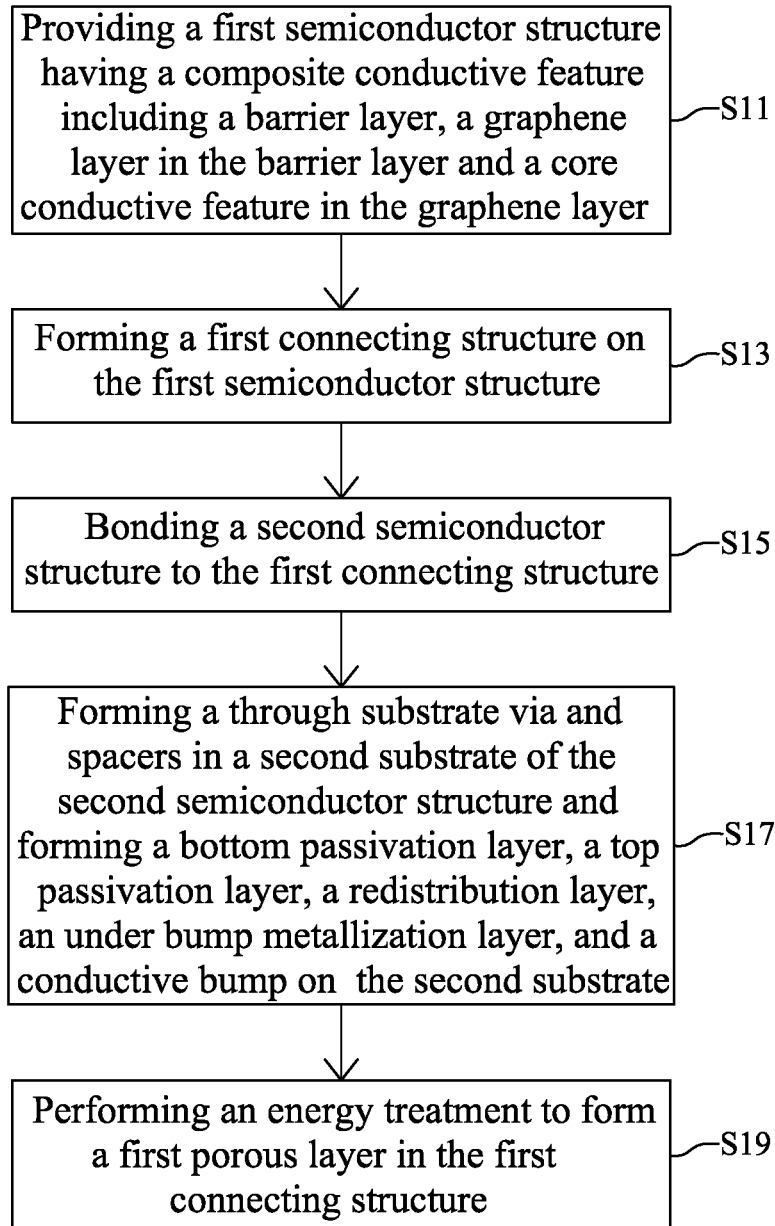 Providing a first semiconductor structure
having a composite conductive feature
including a barrier layer, a graphene
layer in the barrier layer and a core
conductive feature in the graphene layer
S11
Forming a first connecting structure on
the first semiconductor structure
S13
Bonding a second semiconductor
structure to the first connecting structure
S15
Forming a through substrate via and
spacers in a second substrate of the
second semiconductor structure and
forming a bottom passivation layer, a top
passivation layer, a redistribution layer,
an under bump metallization layer, and a
conductive bump on the second substrate
S17
Performing an energy treatment to form
a first porous layer in the first
connecting structure
S19